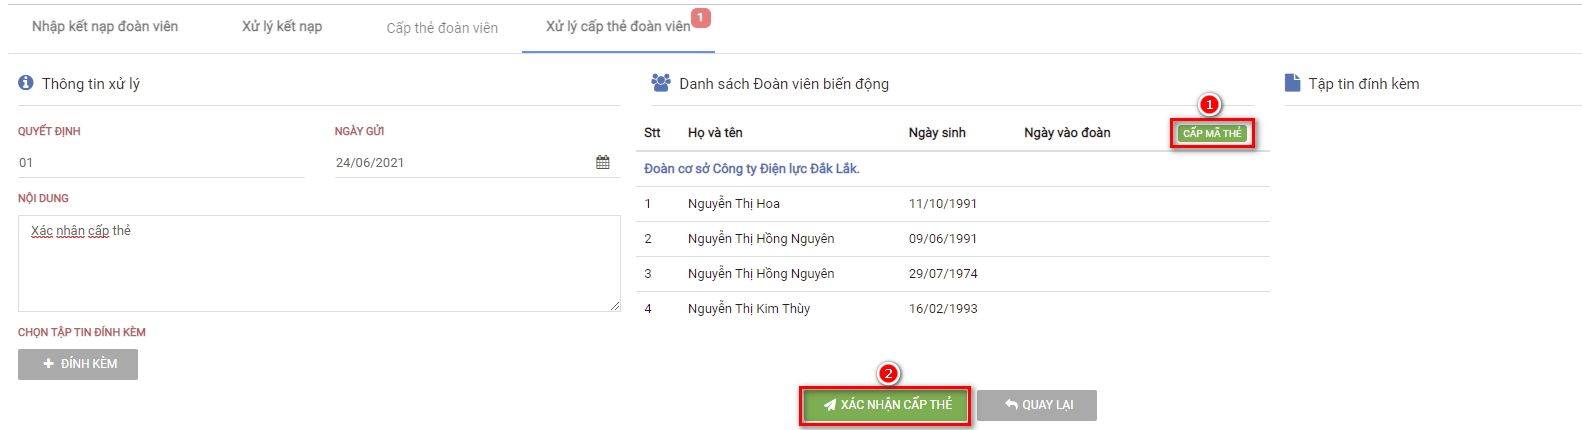 Nhập kết nạp đoàn viên Xử lý kết nạp Cấp thẻ đoàn viên Xử lý cấp thẻ đoàn viên 1
Thông tin xử lý
QUYẾT ĐỊNH NGÀY GỬI
01 24/06/2021
NỘI DUNG
Xác nhân cấp thẻ
CHỌN TẬP TIN ĐÍNH KÈM
ĐÍNH KÈM
Danh sách Đoàn viên biến động
1
Stt Họ và tên Ngày sinh Ngày vào đoàn CẤP MÃ THẺ
Đoàn cơ sở Công ty Điện lực Đắk Lắk.
1 Nguyễn Thị Hoa 11/10/1991
2 Nguyễn Thị Hồng Nguyên 09/06/1991
3 Nguyễn Thị Hồng Nguyên 29/07/1974
4 Nguyễn Thị Kim Thùy 16/02/1993
2
XÁC NHẬN CẤP THẺ QUAY LẠI
Tập tin đính kèm